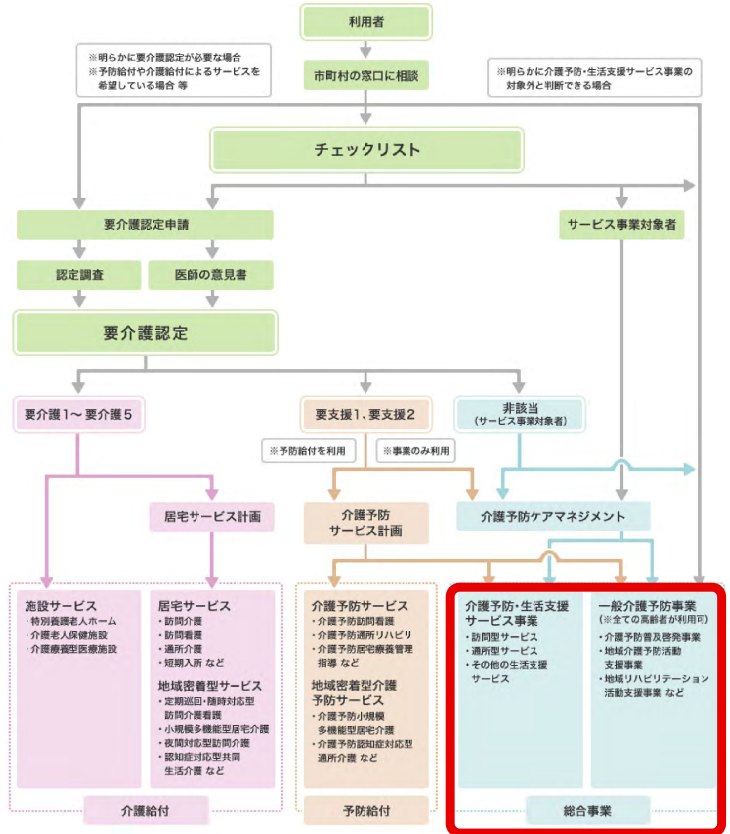 利用者
※明らかに要介護認定が必要な場合
※予防給付や介護給付によるサービスを
希望している場合 等
市町村の窓口に相談
※明らかに介護予防・生活支援サービス事業の
対象外と判断できる場合
チェックリスト
要介護認定申請
サービス事業対象者
認定調査
医師の意見書
要介護認定
要介護1〜要介護5
要支援1、要支援2
非該当
(サービス事業対象者)
※予防給付を利用
※事業のみ利用
居宅サービス計画
介護予防
サービス計画
介護予防ケアマネジメント
施設サービス
・特別養護老人ホーム
・介護老人保健施設
・介護療養型医療施設
居宅サービス
・訪問介護
・訪問看護
・通所介護
・短期入所 など
地域密着型サービス
・定期巡回・随時対応型
訪問介護看護
・小規模多機能型居宅介護
・夜間対応型訪問介護
・認知症対応型共同
生活介護 など
介護予防サービス
・介護予防訪問看護
・介護予防通所リハビリ
・介護予防居宅療養管理
指導 など
地域密着型介護
予防サービス
・介護予防小規模
多機能型居宅介護
・介護予防認知症対応型
通所介護 など
介護予防・生活支援
サービス事業
・訪問型サービス
・通所型サービス
・その他の生活支援
サービス
一般介護予防事業
(※全ての高齢者が利用可)
・介護予防普及啓発事業
・地域介護予防活動
支援事業
・地域リハビリテーション
活動支援事業 など
介護給付
予防給付
総合事業